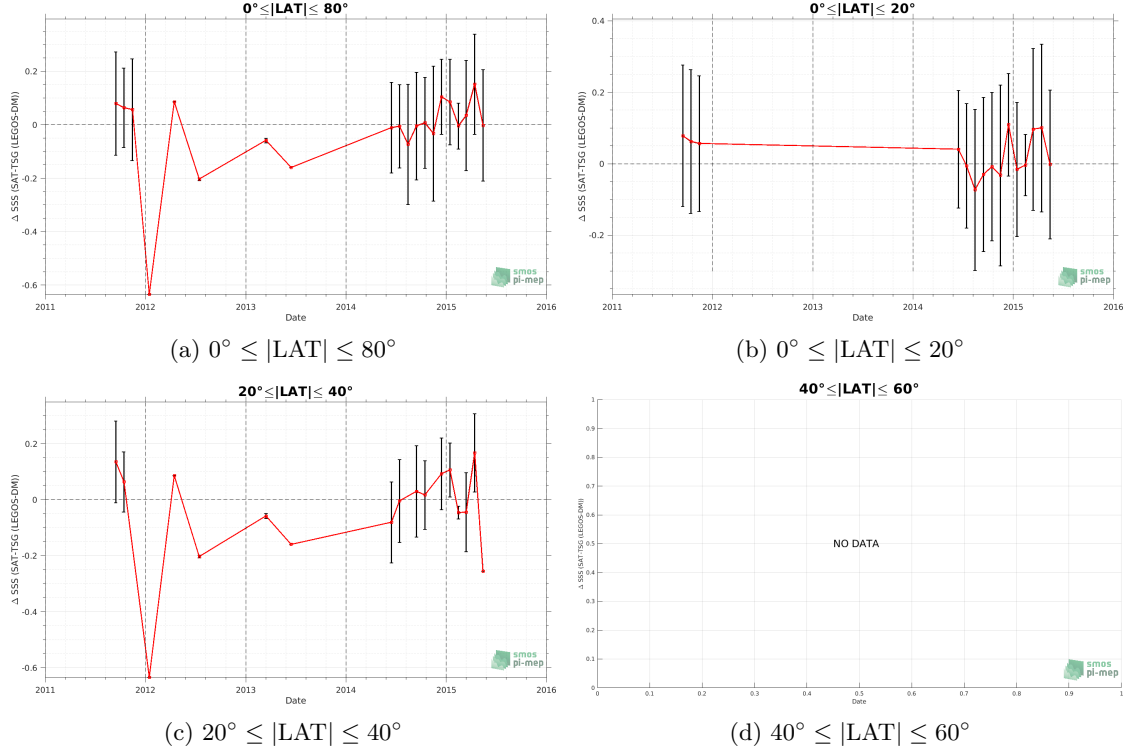 0°≤|LAT|≤ 80°
Δ SSS (SAT-TSG (LEGOS-DM))
0.2
0
-0.2
-0.4
-0.6
2011 2012 2013 2014 2015 2016
Date
smos
pi-mep
(a) 0° ≤ |LAT| ≤ 80°
0°≤|LAT|≤ 20°
Δ SSS (SAT-TSG (LEGOS-DM))
0.4
0.2
0
-0.2
2011 2012 2013 2014 2015 2016
Date
smos
pi-mep
(b) 0° ≤ |LAT| ≤ 20°
20°≤|LAT|≤ 40°
Δ SSS (SAT-TSG (LEGOS-DM))
0.2
0
-0.2
-0.4
-0.6
2011 2012 2013 2014 2015 2016
Date
smos
pi-mep
(c) 20° ≤ |LAT| ≤ 40°
40°≤|LAT|≤ 60°
Δ SSS (SAT-TSG (LEGOS-DM))
1
0.9
0.8
0.7
0.6
0.5
0.4
0.3
0.2
0.1
0
NO DATA
0 0.1 0.2 0.3 0.4 0.5 0.6 0.7 0.8 0.9 1
Date
smos
pi-mep
(d) 40° ≤ |LAT| ≤ 60°